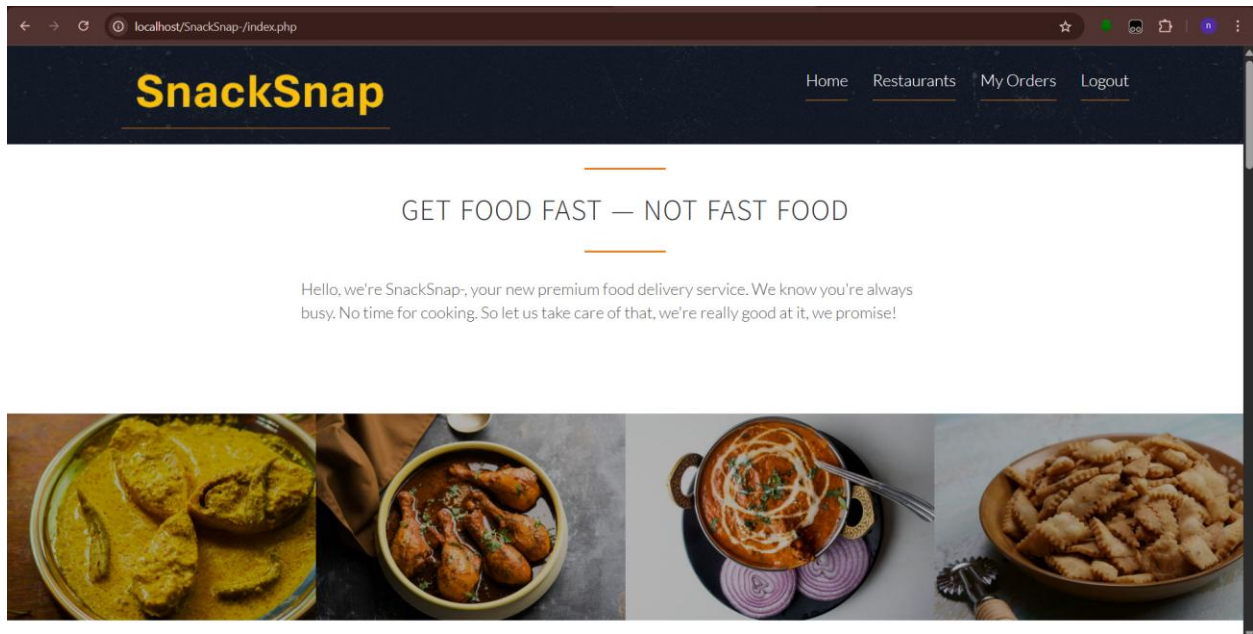 localhost/SnackSnap-/index.php
n
SnackSnap
Home Restaurants My Orders Logout
GET FOOD FAST — NOT FAST FOOD
Hello, we're SnackSnap-, your new premium food delivery service. We know you're always
busy. No time for cooking. So let us take care of that, we're really good at it, we promise!